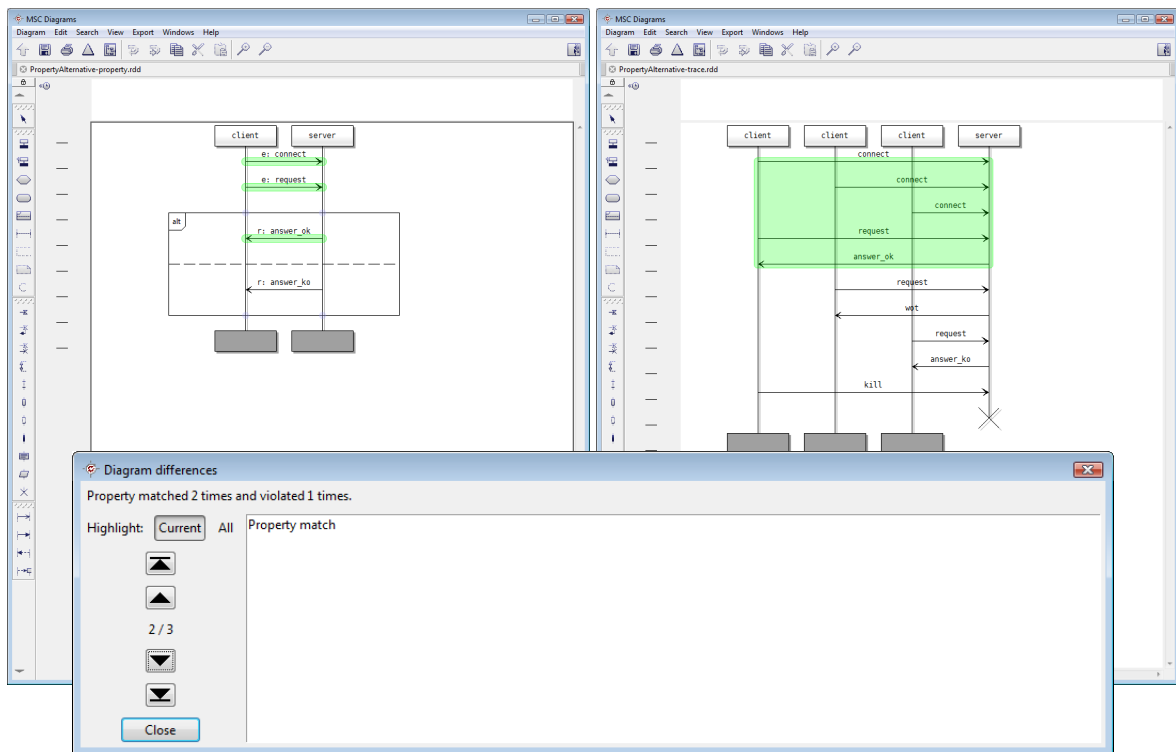 MSC Diagrams
Diagram Edit Search View Export Windows Help
PropertyAlternative-property.rdd
client server
e: connect
e: request
alt
r: answer_ok
r: answer_ko
MSC Diagrams
Diagram Edit Search View Export Windows Help
PropertyAlternative-trace.rdd
client client client server
connect
connect
connect
request
answer_ok
request
wot
request
answer_ko
kill
Diagram differences
Property matched 2 times and violated 1 times.
Highlight: Current All
Property match
2 / 3
Close